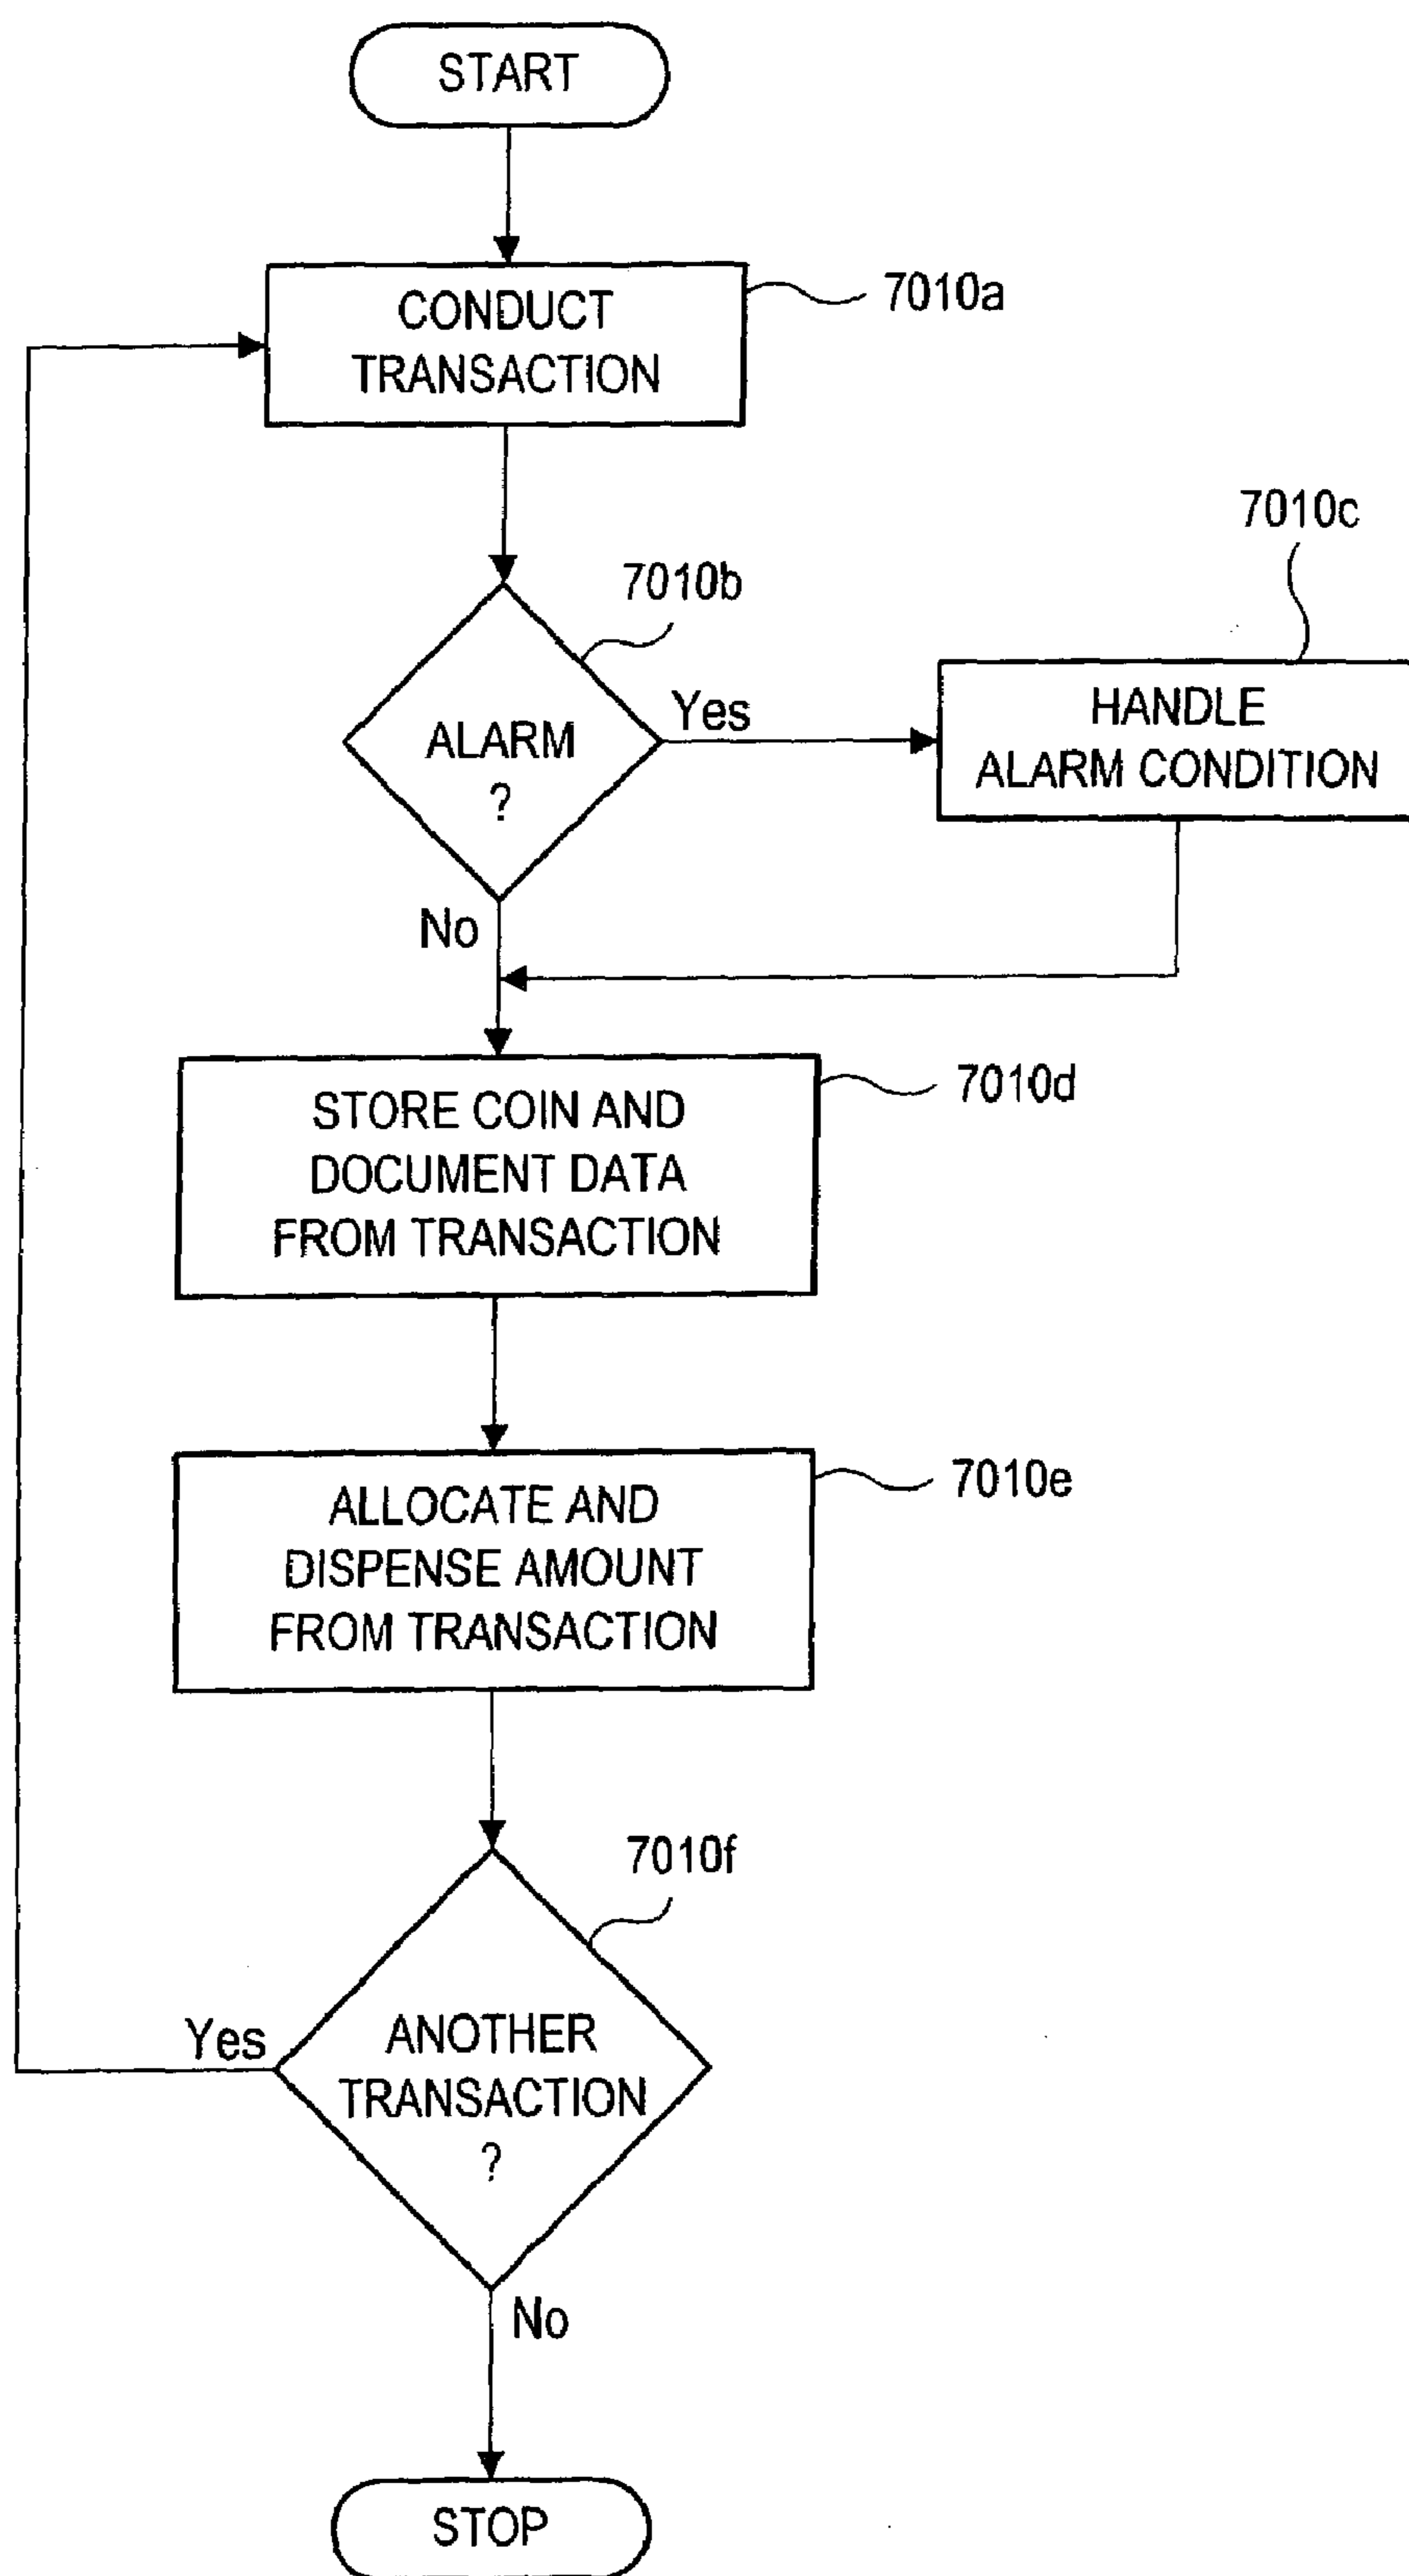 START
CONDUCT
TRANSACTION
7010a
7010b
ALARM
?
Yes
No
7010c
HANDLE
ALARM CONDITION
STORE COIN AND
DOCUMENT DATA
FROM TRANSACTION
7010d
ALLOCATE AND
DISPENSE AMOUNT
FROM TRANSACTION
7010e
7010f
ANOTHER
TRANSACTION
?
Yes
No
STOP